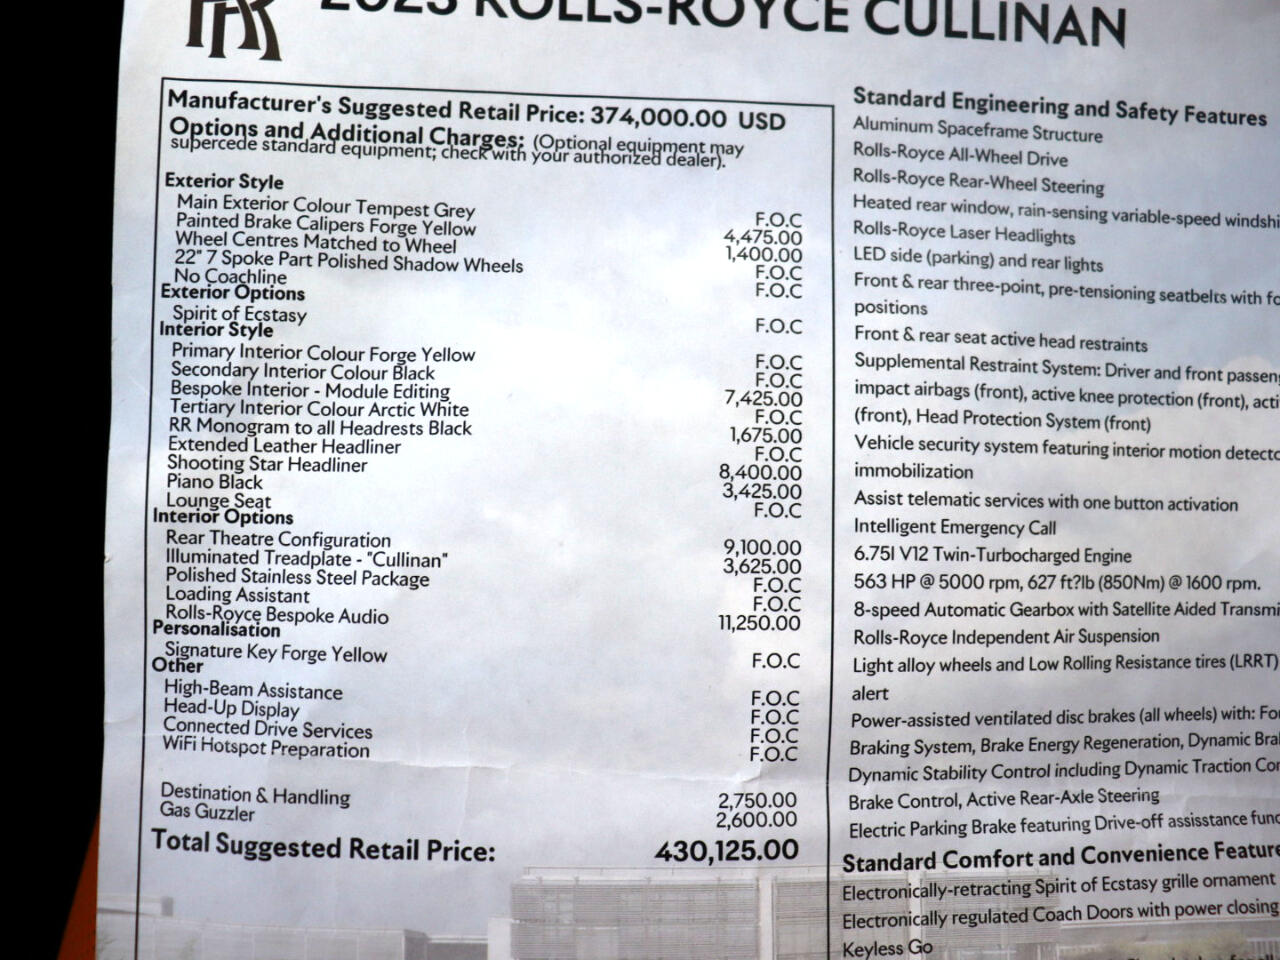 2023 ROLLS-ROYCE CULLINAN
Manufacturer's Suggested Retail Price: 374,000.00 USD
Options and Additional Charges: (Optional equipment may
supercede standard equipment; check with your authorized dealer).
Exterior Style
Main Exterior Colour Tempest Grey F.O.C
Painted Brake Calipers Forge Yellow 4,475.00
Wheel Centres Matched to Wheel 1,400.00
22" 7 Spoke Part Polished Shadow Wheels F.O.C
No Coachline F.O.C
Exterior Options
Spirit of Ecstasy F.O.C
Interior Style
Primary Interior Colour Forge Yellow F.O.C
Secondary Interior Colour Black F.O.C
Bespoke Interior - Module Editing 7,425.00
Tertiary Interior Colour Arctic White F.O.C
RR Monogram to all Headrests Black 1,675.00
Extended Leather Headliner F.O.C
Shooting Star Headliner 8,400.00
Piano Black 3,425.00
Lounge Seat F.O.C
Interior Options
Rear Theatre Configuration 9,100.00
Illuminated Treadplate - "Cullinan" 3,625.00
Polished Stainless Steel Package F.O.C
Loading Assistant F.O.C
Rolls-Royce Bespoke Audio 11,250.00
Personalisation
Signature Key Forge Yellow F.O.C
Other
High-Beam Assistance F.O.C
Head-Up Display F.O.C
Connected Drive Services F.O.C
WiFi Hotspot Preparation F.O.C
Destination & Handling 2,750.00
Gas Guzzler 2,600.00
Total Suggested Retail Price: 430,125.00
Standard Engineering and Safety Features
Aluminum Spaceframe Structure
Rolls-Royce All-Wheel Drive
Rolls-Royce Rear-Wheel Steering
Heated rear window, rain-sensing variable-speed windshi
Rolls-Royce Laser Headlights
LED side (parking) and rear lights
Front & rear three-point, pre-tensioning seatbelts with fo
positions
Front & rear seat active head restraints
Supplemental Restraint System: Driver and front passeng
impact airbags (front), active knee protection (front), acti
(front), Head Protection System (front)
Vehicle security system featuring interior motion detecto
immobilization
Assist telematic services with one button activation
Intelligent Emergency Call
6.75l V12 Twin-Turbocharged Engine
563 HP @ 5000 rpm, 627 ft?lb (850Nm) @ 1600 rpm.
8-speed Automatic Gearbox with Satellite Aided Transmi
Rolls-Royce Independent Air Suspension
Light alloy wheels and Low Rolling Resistance tires (LRRT)
alert
Power-assisted ventilated disc brakes (all wheels) with: Fo
Braking System, Brake Energy Regeneration, Dynamic Bra
Dynamic Stability Control including Dynamic Traction Con
Brake Control, Active Rear-Axle Steering
Electric Parking Brake featuring Drive-off assisstance func
Standard Comfort and Convenience Feature
Electronically-retracting Spirit of Ecstasy grille ornament
Electronically regulated Coach Doors with power closing
Keyless Go